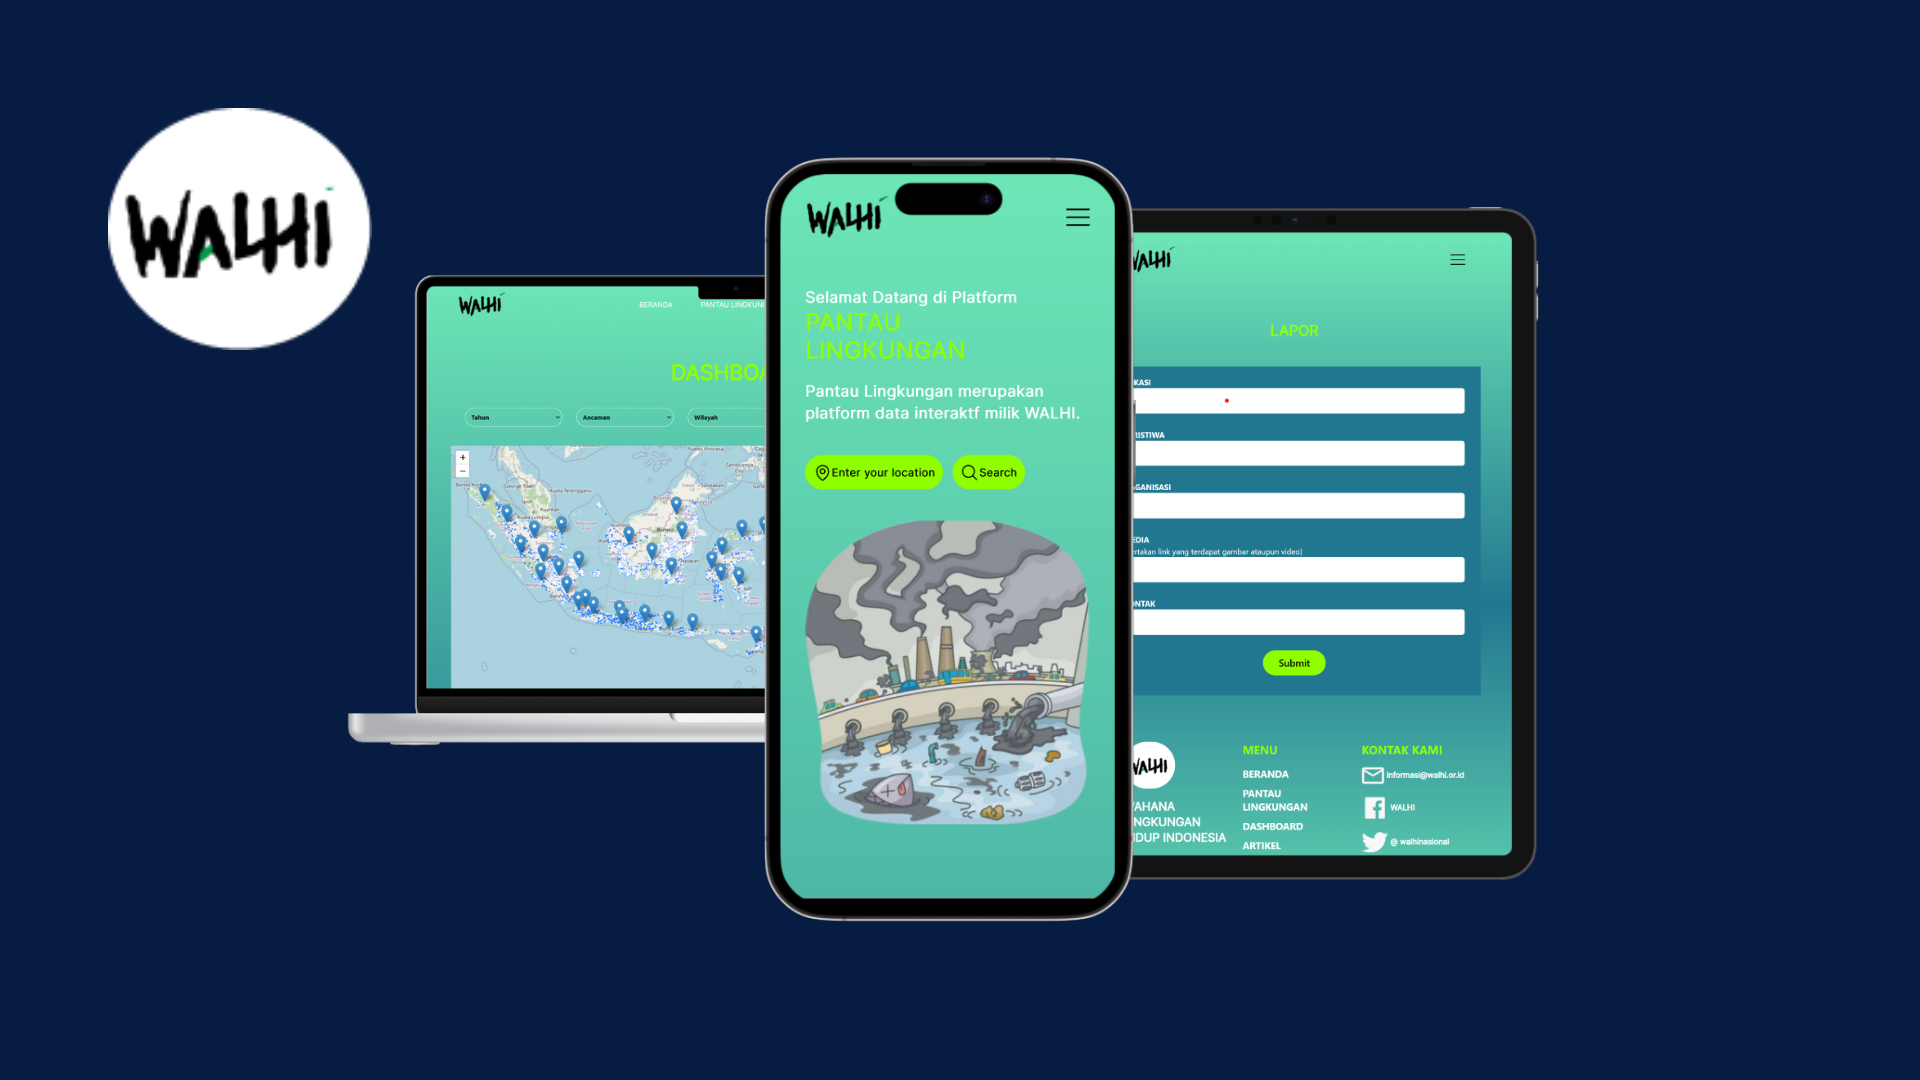 WALHI
WALHI
BERANDA
PANTAU LINGKUN
DASHBOA
Tahun
Ancaman
Wilayah
+
−
WALHI
Selamat Datang di Platform
PANTAU
LINGKUNGAN
Pantau Lingkungan merupakan
platform data interaktf milik WALHI.
Enter your location
Search
WALHI
LAPOR
KASI
RISTIWA
GANISASI
EDIA
ertakan link yang terdapat gambar ataupun video)
NTAK
Submit
WALHI
AHANA
NGKUNGAN
DUP INDONESIA
MENU
BERANDA
PANTAU
LINGKUNGAN
DASHBOARD
ARTIKEL
KONTAK KAMI
informasi@walhi.or.id
WALHI
@ walhinasional